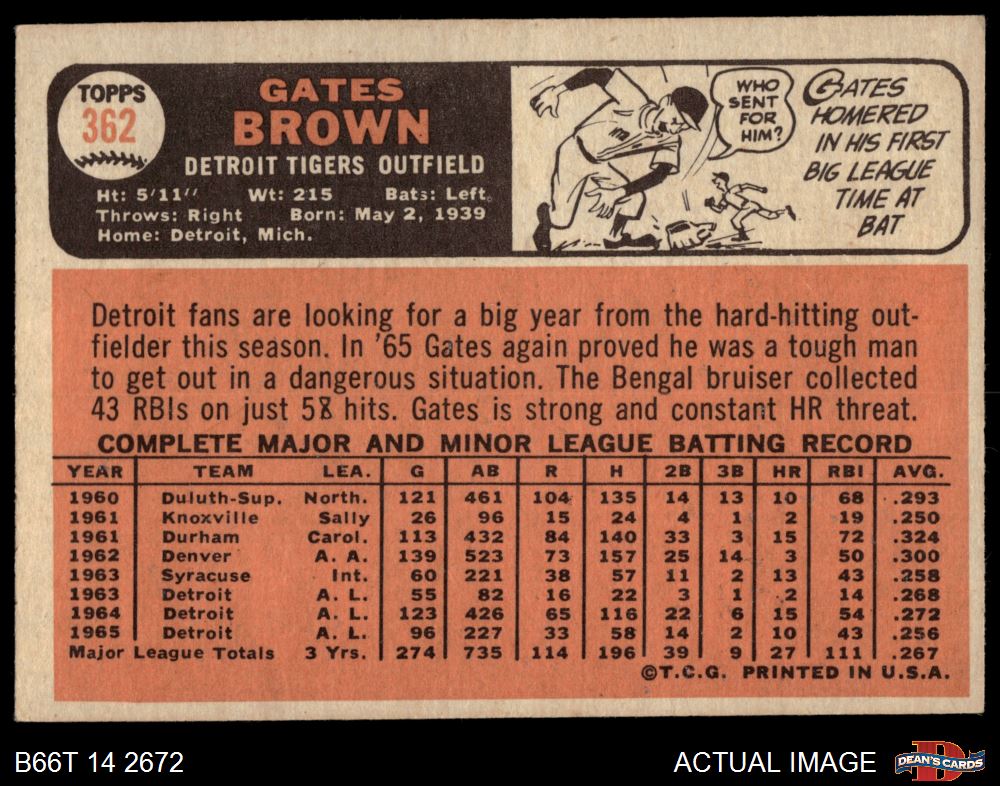 TOPPS
362
GATES
BROWN
DETROIT TIGERS OUTFIELD
Ht: 5'11" Wt: 215 Bats: Left
Throws: Right Born: May 2, 1939
Home: Detroit, Mich.
WHO
SENT
FOR
HIM?
GATES
HOMERED
IN HIS FIRST
BIG LEAGUE
TIME AT
BAT
Detroit fans are looking for a big year from the hard-hitting out-
fielder this season. In '65 Gates again proved he was a tough man
to get out in a dangerous situation. The Bengal bruiser collected
43 RBIs on just 58 hits. Gates is strong and constant HR threat.
COMPLETE MAJOR AND MINOR LEAGUE BATTING RECORD
YEAR TEAM LEA. G AB R H 2B 3B HR RBI AVG.
1960 Duluth-Sup. North. 121 461 104 135 14 13 10 68 .293
1961 Knoxville Sally 26 96 15 24 4 1 2 19 .250
1961 Durham Carol. 113 432 84 140 33 3 15 72 .324
1962 Denver A. A. 139 523 73 157 25 14 3 50 .300
1963 Syracuse Int. 60 221 38 57 11 2 13 43 .258
1963 Detroit A. L. 55 82 16 22 3 1 2 14 .268
1964 Detroit A. L. 123 426 65 116 22 6 15 54 .272
1965 Detroit A. L. 96 227 33 58 14 2 10 43 .256
Major League Totals 3 Yrs. 274 735 114 196 39 9 27 111 .267
©T.C.G. PRINTED IN U.S.A.
B66T 14 2672 ACTUAL IMAGE
D
DEAN'S CARDS